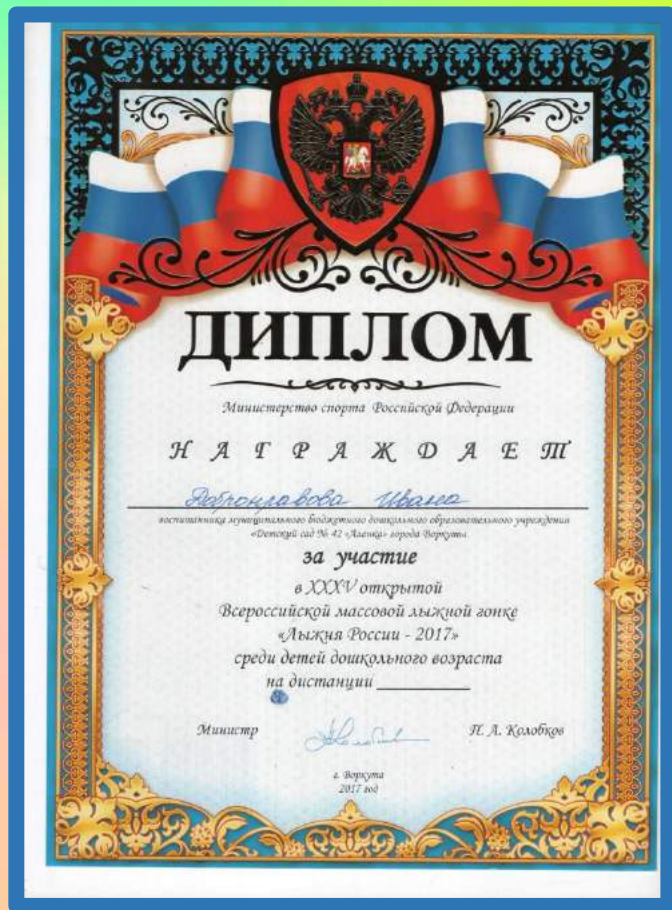 ДИПЛОМ
Министерство спорта Российской Федерации
НАГРАЖДАЕТ
Добронравова Ивана
воспитанника муниципального бюджетного дошкольного образовательного учреждения
«Детский сад № 42 «Аленка» города Воркуты
за участие
в XXXV открытой
Всероссийской массовой лыжной гонке
«Лыжня России - 2017»
среди детей дошкольного возраста
на дистанции
Министр П. А. Колобков
г. Воркута
2017 год